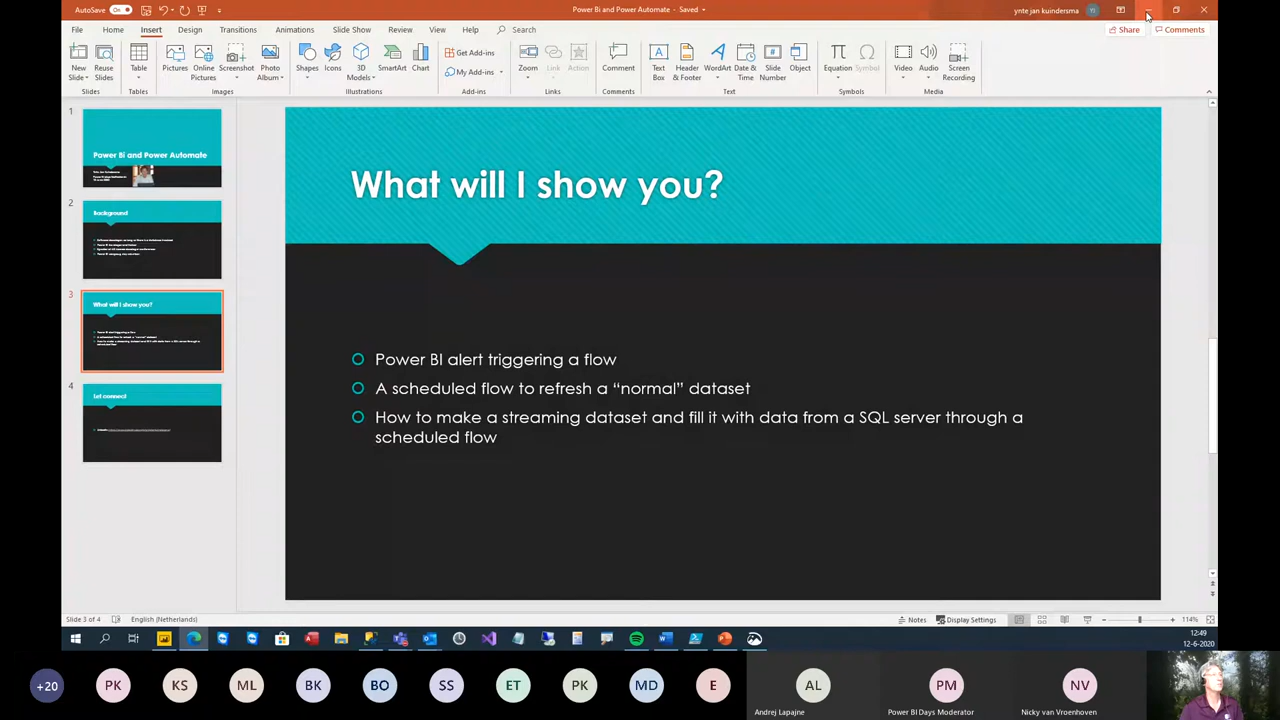 AutoSave On
Power Bi and Power Automate - Saved
ynte jan kuindersma YJ
File Home Insert Design Transitions Animations Slide Show Review View Help Search
Share Comments
New Slide Reuse Slides Table Pictures Online Pictures Screenshot Photo Album Shapes Icons 3D Models SmartArt Chart Get Add-ins My Add-ins Zoom Link Action Comment Text Box Header & Footer WordArt Date & Time Slide Number Object Equation Symbol Video Audio Screen Recording
Slides Tables Images Illustrations Add-ins Links Comments Text Symbols Media
1
Power Bi and Power Automate
2
Background
3
What will I show you?
4
Let connect
What will I show you?
Power BI alert triggering a flow
A scheduled flow to refresh a “normal” dataset
How to make a streaming dataset and fill it with data from a SQL server through a
scheduled flow
Slide 3 of 4 English (Netherlands) Notes Display Settings 114%
12:49
12-6-2020
+20 PK KS ML BK BO SS ET PK MD E AL PM NV
Andrej Lapajne Power BI Days Moderator Nicky van Vroenhoven